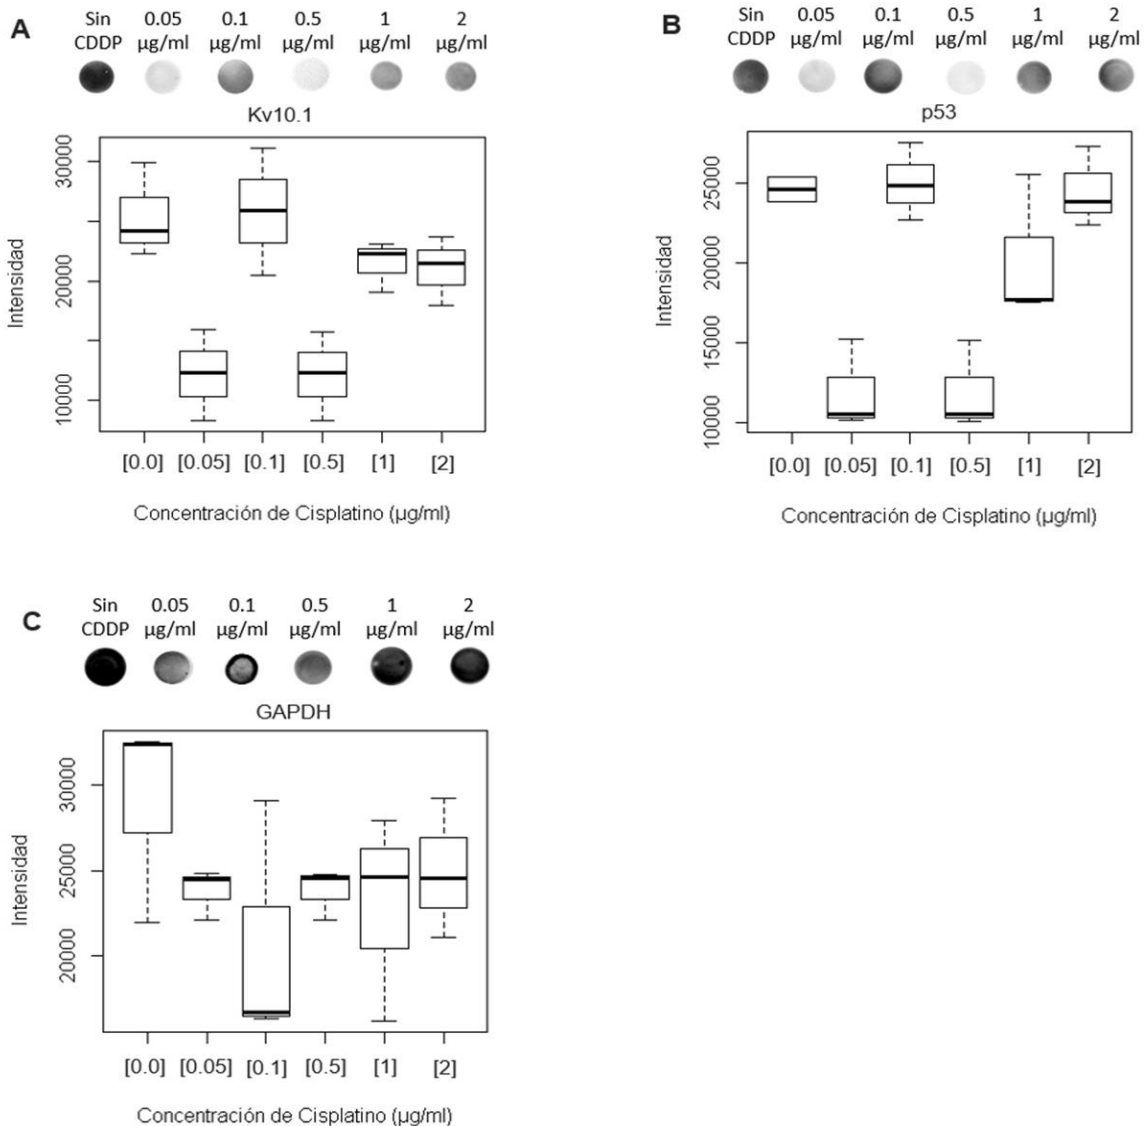 A
Sin CDDP 0.05 µg/ml 0.1 µg/ml 0.5 µg/ml 1 µg/ml 2 µg/ml
Kv10.1
Intensidad
30000
20000
10000
[0.0] [0.05] [0.1] [0.5] [1] [2]
Concentración de Cisplatino (µg/ml)
B
Sin CDDP 0.05 µg/ml 0.1 µg/ml 0.5 µg/ml 1 µg/ml 2 µg/ml
p53
Intensidad
25000
20000
15000
10000
[0.0] [0.05] [0.1] [0.5] [1] [2]
Concentración de Cisplatino (µg/ml)
C
Sin CDDP 0.05 µg/ml 0.1 µg/ml 0.5 µg/ml 1 µg/ml 2 µg/ml
GAPDH
Intensidad
30000
25000
20000
[0.0] [0.05] [0.1] [0.5] [1] [2]
Concentración de Cisplatino (µg/ml)